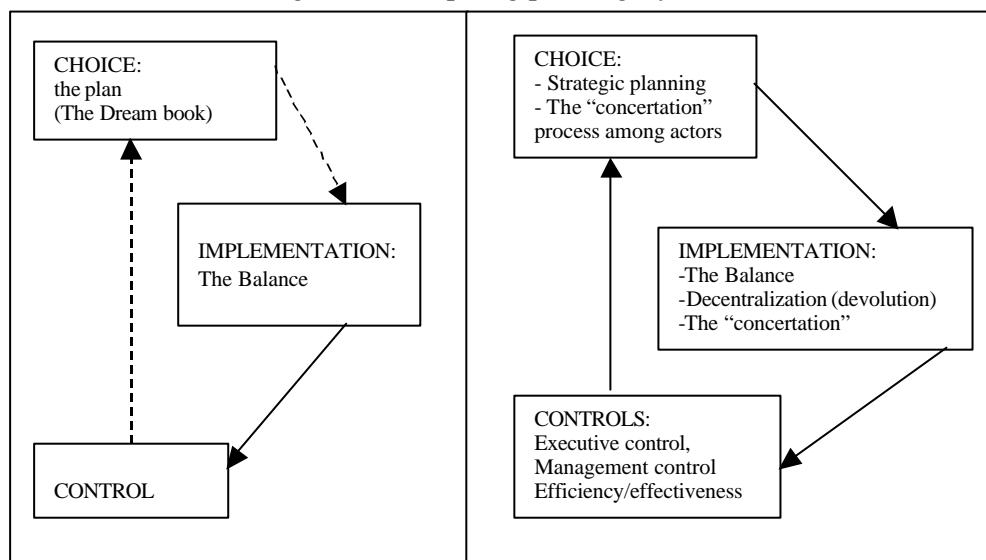 CHOICE:
the plan
(The Dream book)
IMPLEMENTATION:
The Balance
CONTROL
CHOICE:
- Strategic planning
- The “concertation”
process among actors
IMPLEMENTATION:
-The Balance
-Decentralization (devolution)
-The “concertation”
CONTROLS:
Executive control,
Management control
Efficiency/effectiveness